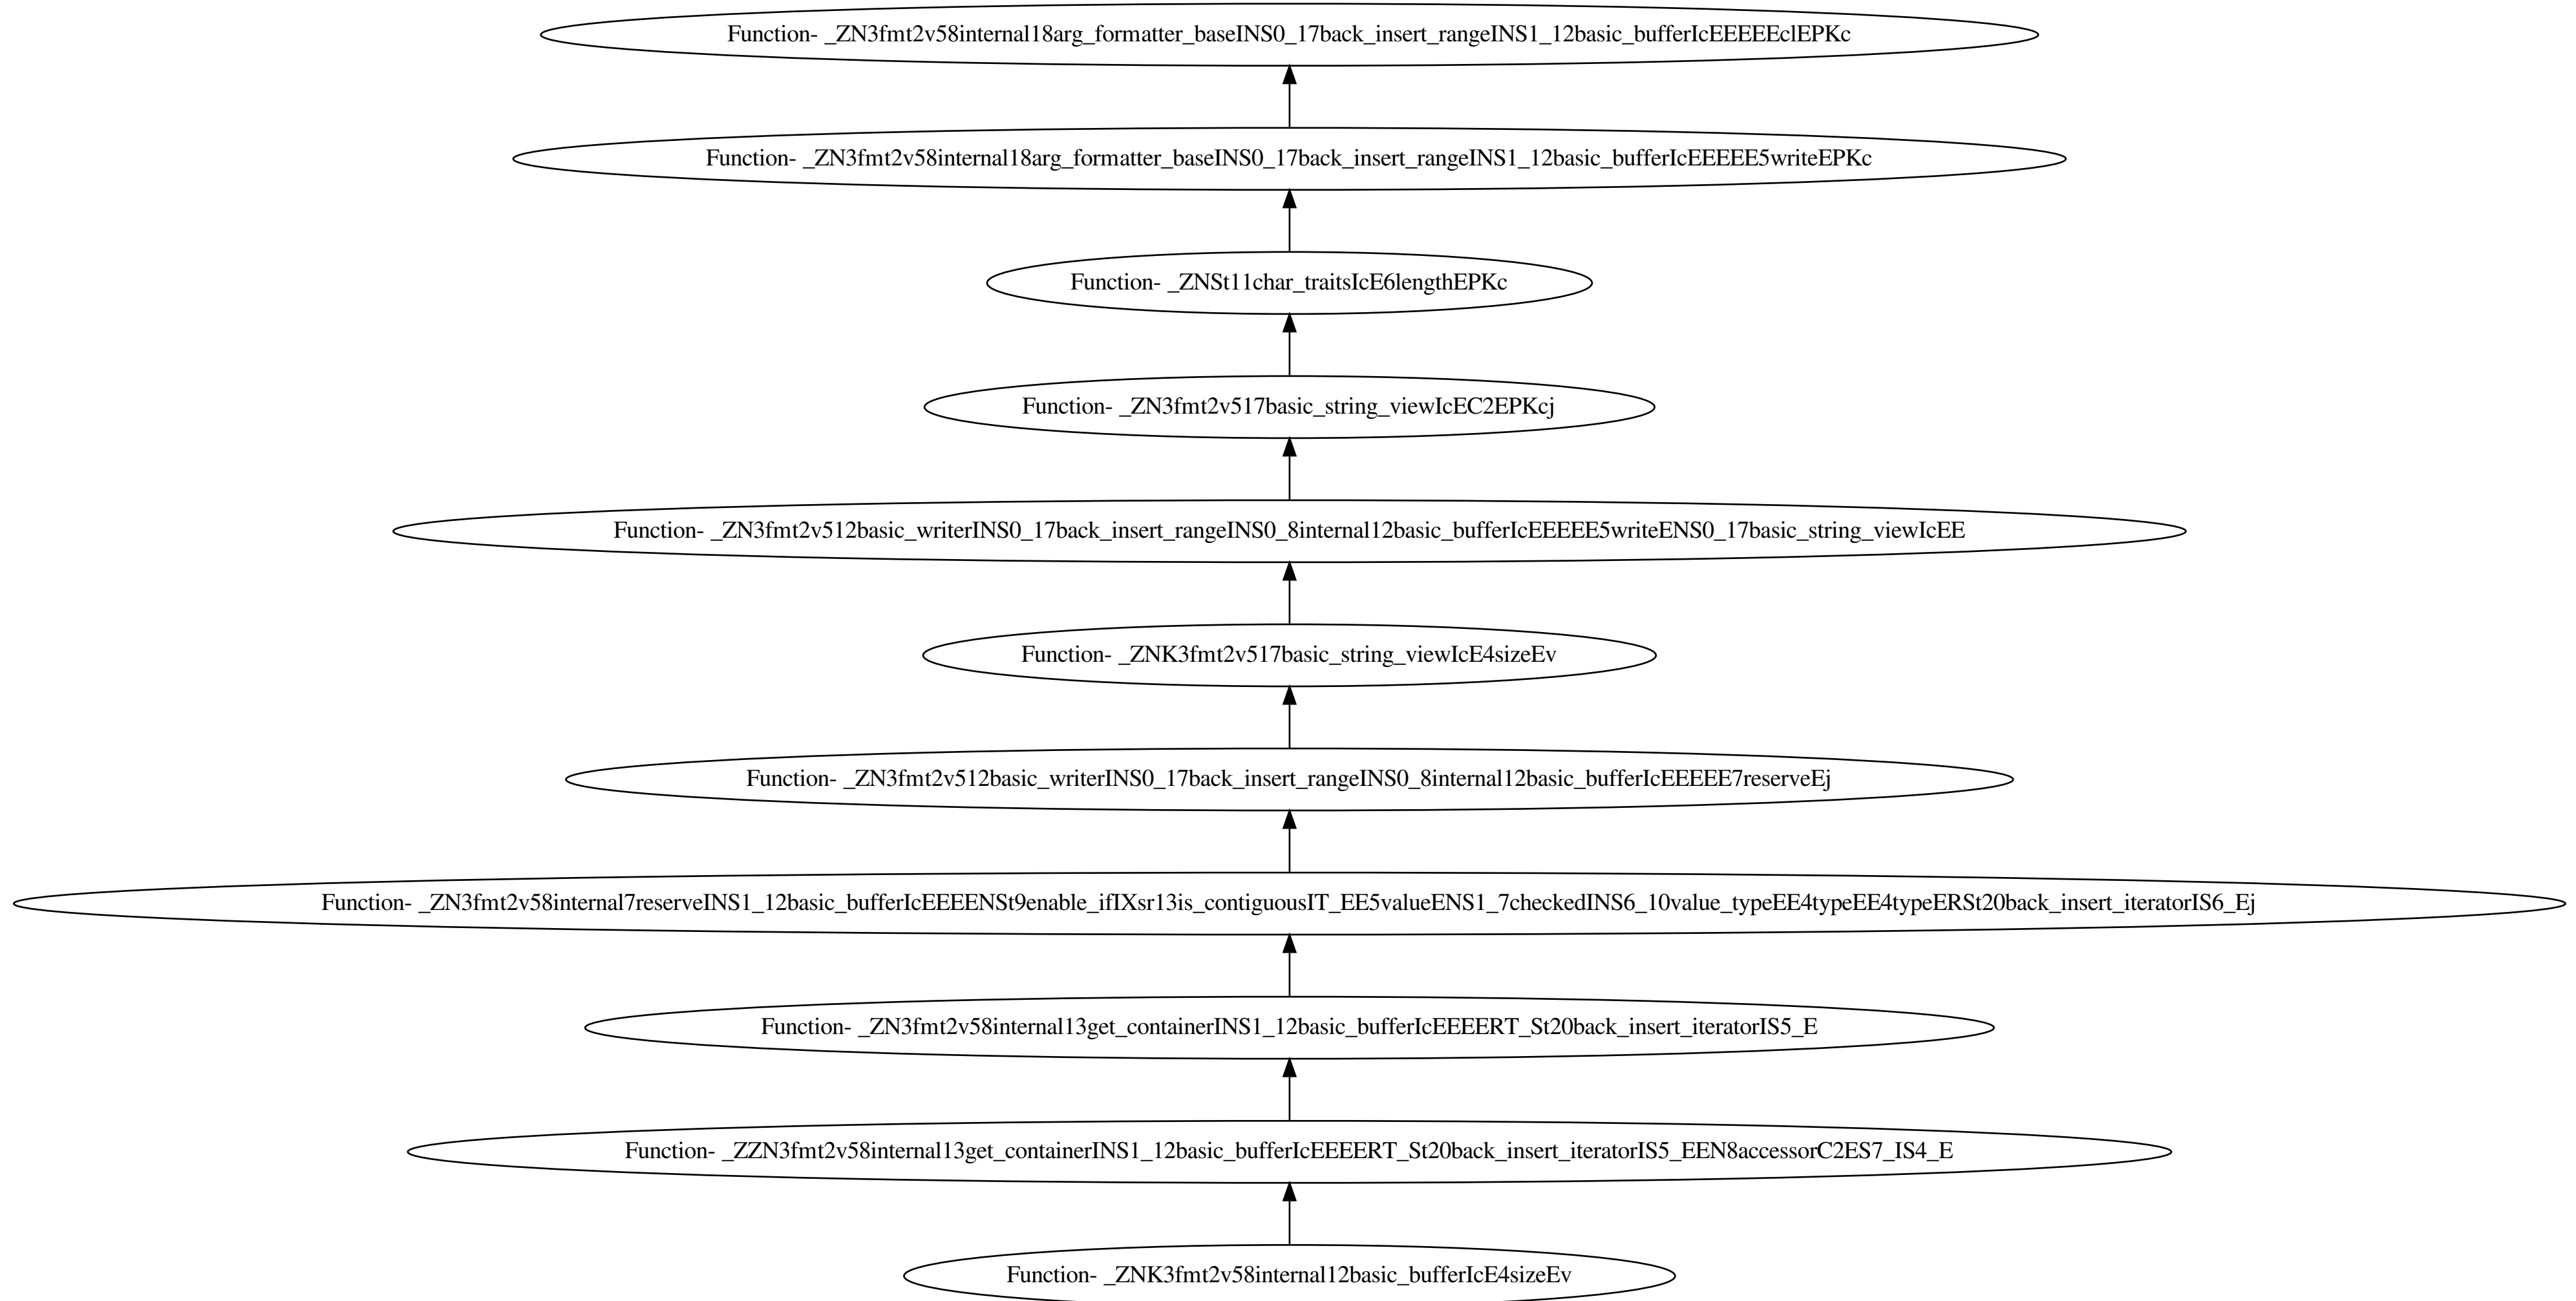 Function- _ZN3fmt2v58internal18arg_formatter_baseINS0_17back_insert_rangeINS1_12basic_bufferIcEEEEEclEPKc
Function- _ZN3fmt2v58internal18arg_formatter_baseINS0_17back_insert_rangeINS1_12basic_bufferIcEEEEE5writeEPKc
Function- _ZNSt11char_traitsIcE6lengthEPKc
Function- _ZN3fmt2v517basic_string_viewIcEC2EPKcj
Function- _ZN3fmt2v512basic_writerINS0_17back_insert_rangeINS0_8internal12basic_bufferIcEEEEE5writeENS0_17basic_string_viewIcEE
Function- _ZNK3fmt2v517basic_string_viewIcE4sizeEv
Function- _ZN3fmt2v512basic_writerINS0_17back_insert_rangeINS0_8internal12basic_bufferIcEEEEE7reserveEj
Function- _ZN3fmt2v58internal7reserveINS1_12basic_bufferIcEEEENSt9enable_ifIXsr13is_contiguousIT_EE5valueENS1_7checkedINS6_10value_typeEE4typeEE4typeERSt20back_insert_iteratorIS6_Ej
Function- _ZN3fmt2v58internal13get_containerINS1_12basic_bufferIcEEEERT_St20back_insert_iteratorIS5_E
Function- _ZZN3fmt2v58internal13get_containerINS1_12basic_bufferIcEEEERT_St20back_insert_iteratorIS5_EEN8accessorC2ES7_IS4_E
Function- _ZNK3fmt2v58internal12basic_bufferIcE4sizeEv